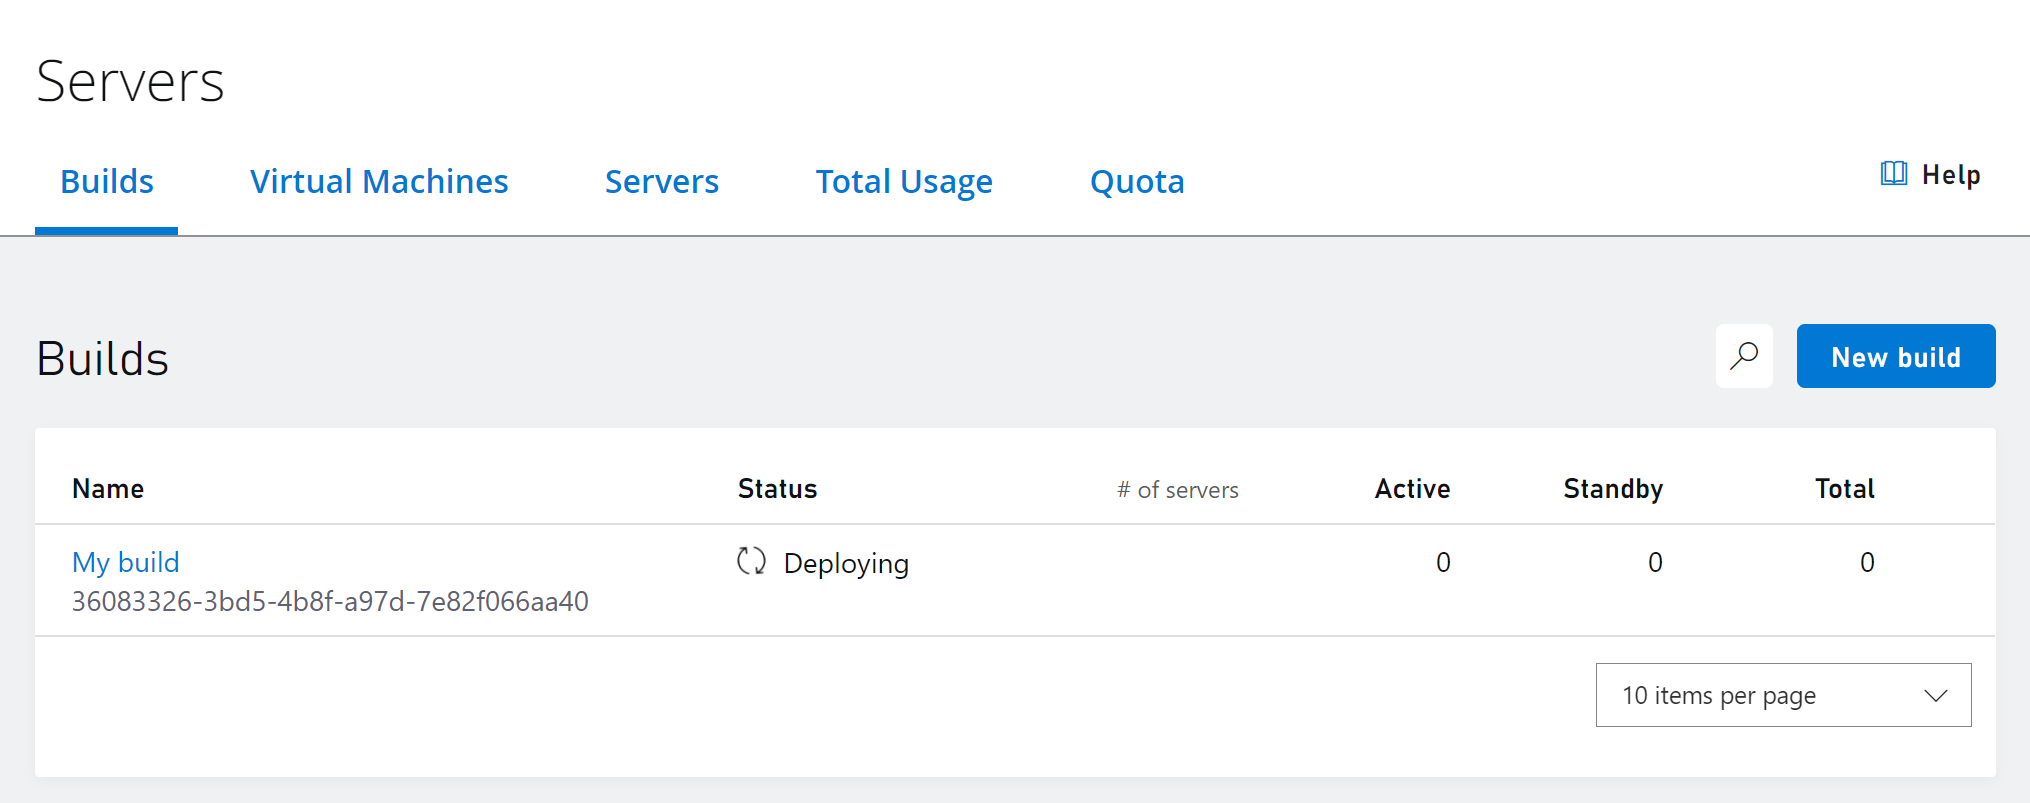 Servers
Builds Virtual Machines Servers Total Usage Quota Help
Builds New build
Name Status # of servers Active Standby Total
My build Deploying 0 0 0
36083326-3bd5-4b8f-a97d-7e82f066aa40
10 items per page